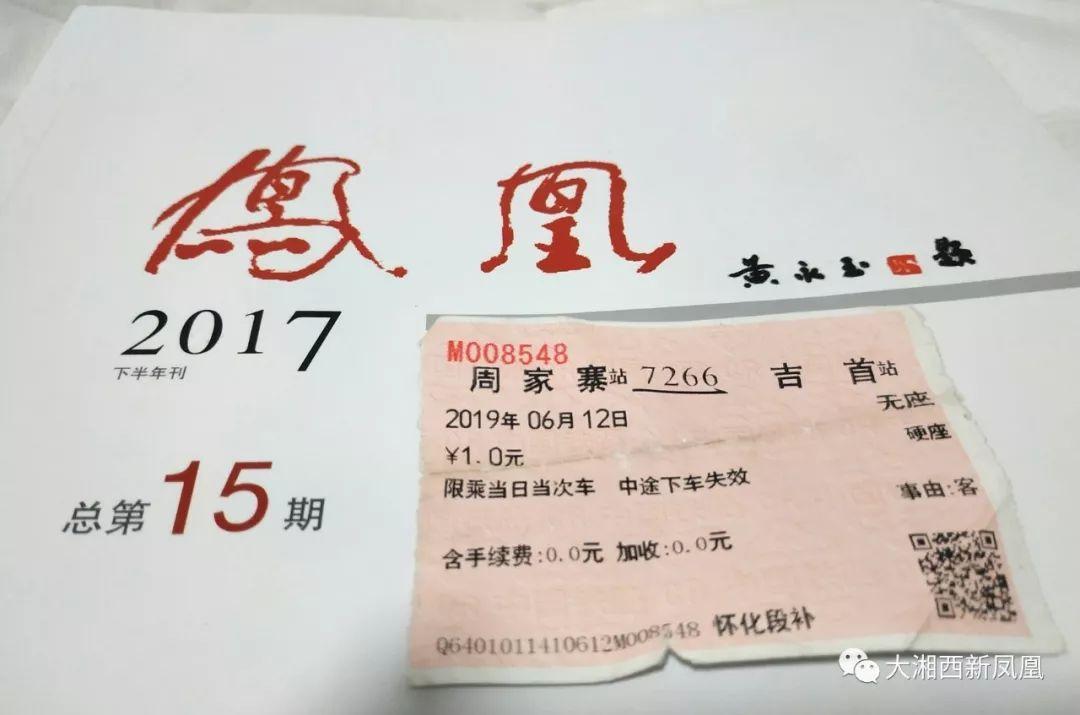 鳳凰
黄永玉 题
2017
下半年刊
总第15期
M008548
周家寨站 7266 吉首站
2019年06月12日 无座
¥1.0元 硬座
限乘当日当次车 中途下车失效
事由:客
含手续费:0.0元 加收:0.0元
Q6401011410612M008548 怀化段补
大湘西新凤凰